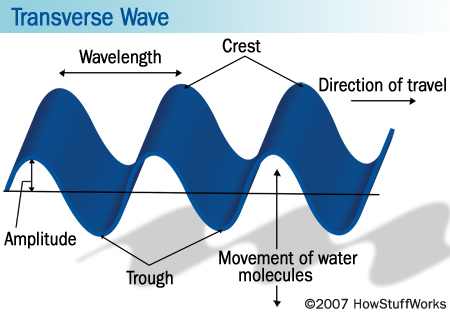 Transverse Wave
Crest
Wavelength
Direction of travel
Amplitude
Trough
Movement of water
molecules
©2007 HowStuffWorks